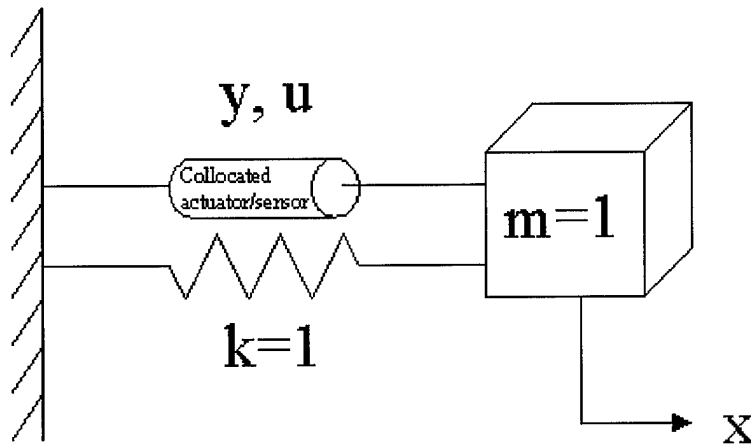 y, u
Collocated
actuator/sensor
m=1
k=1
X